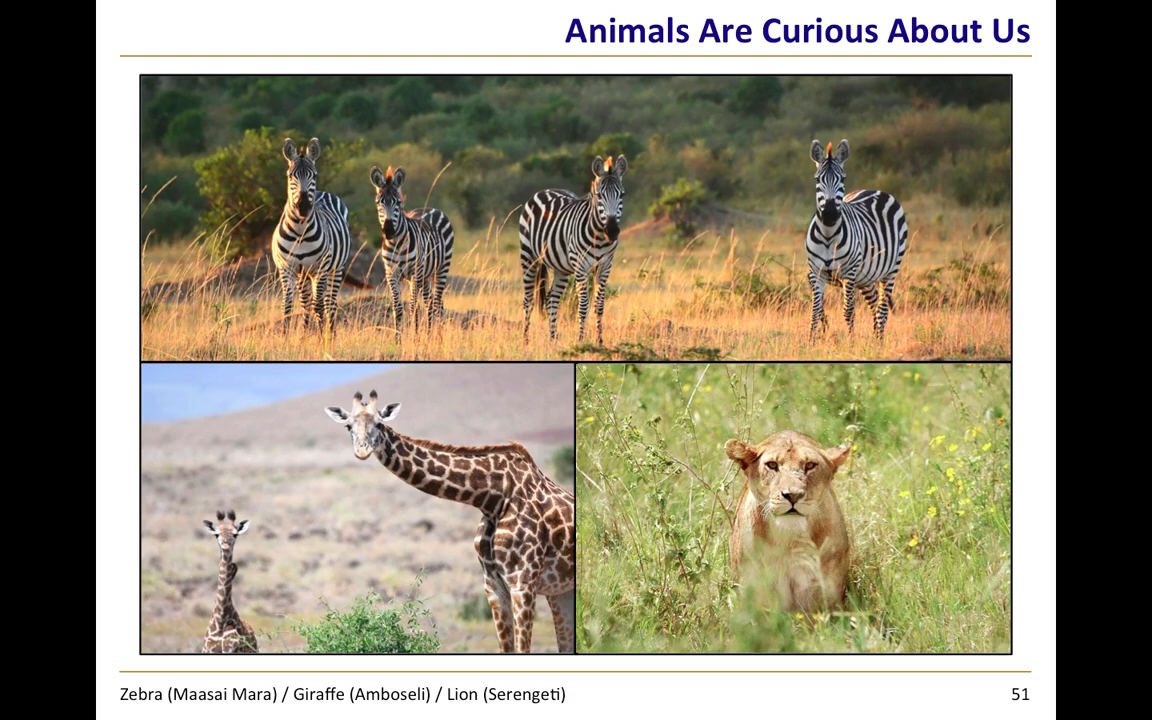 Animals Are Curious About Us
Zebra (Maasai Mara) / Giraffe (Amboseli) / Lion (Serengeti)
51